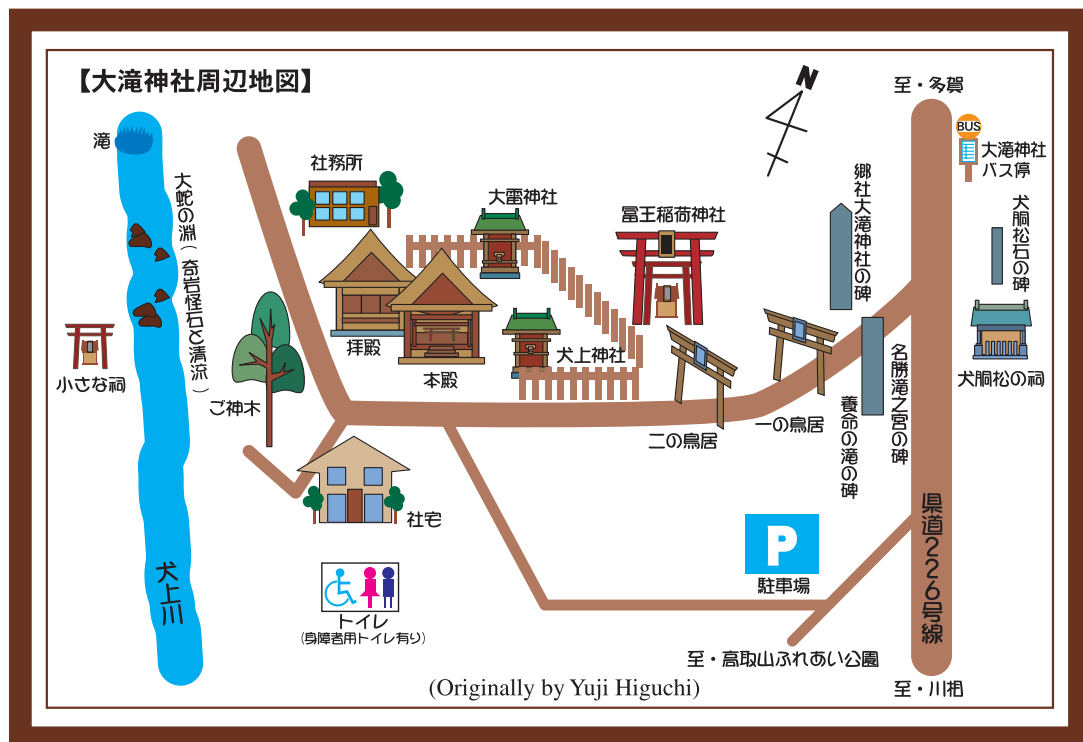 【大滝神社周辺地図】
N
至・多賀
BUS
大滝神社
バス停
滝
社務所
大蛇の淵(奇岩怪石と清流)
大雷神社
冨王稲荷神社
郷社大滝神社の碑
犬胴松石の碑
小さな祠
拝殿
本殿
犬上神社
犬胴松の祠
ご神木
二の鳥居
一の鳥居
名勝滝之宮の碑
養命の滝の碑
社宅
県道226号線
P
駐車場
犬上川
トイレ
(身障者用トイレ有り)
至・高取山ふれあい公園
至・川相
(Originally by Yuji Higuchi)